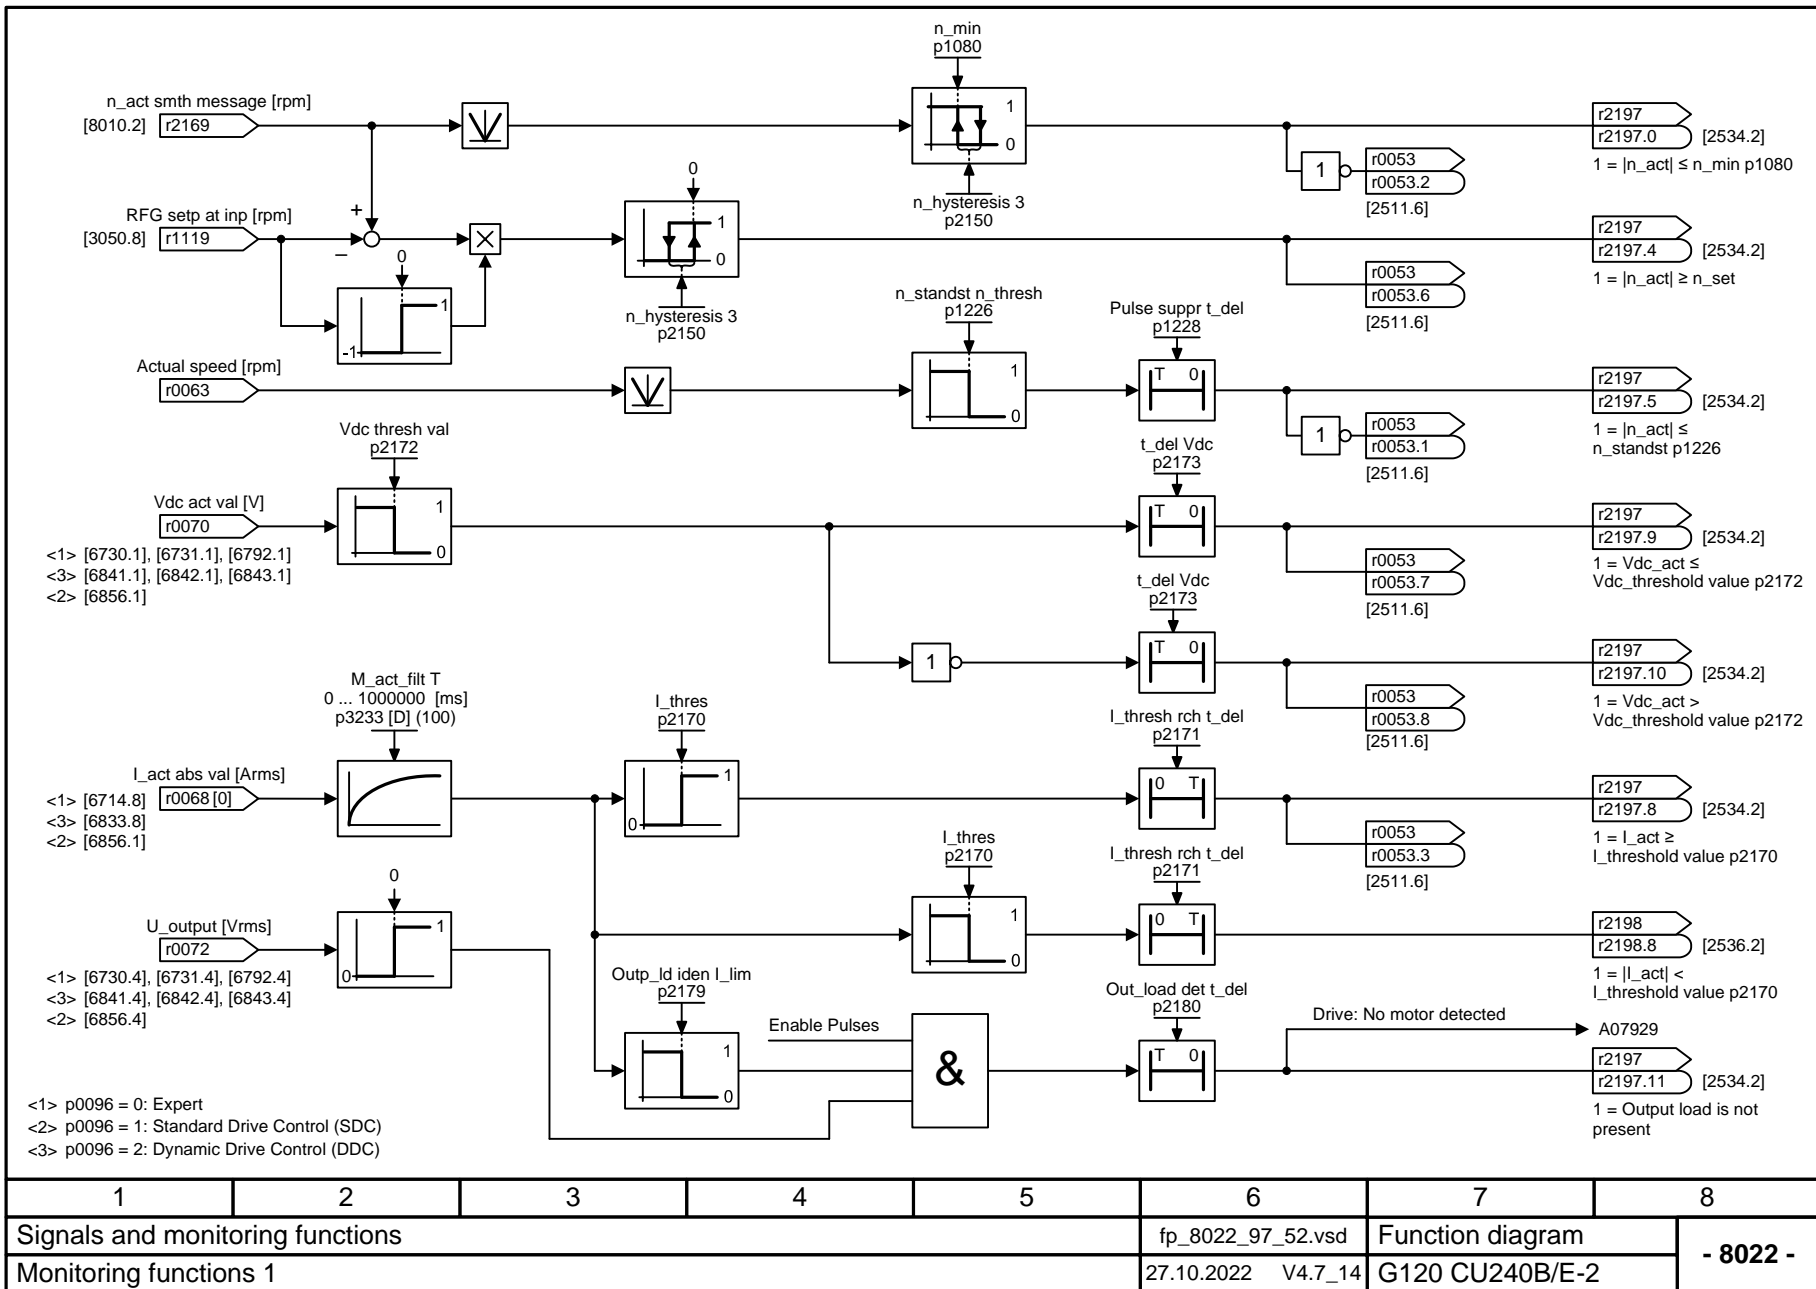 n_min
p1080
n_act smth message [rpm]
[8010.2] r2169
1
0
n_hysteresis 3
p2150
1
r0053
r0053.2
[2511.6]
r2197
r2197.0 [2534.2]
1 = |n_act| ≤ n_min p1080
RFG setp at inp [rpm]
[3050.8] r1119
+
–
0
1
-1
×
0
1
0
n_hysteresis 3
p2150
r0053
r0053.6
[2511.6]
r2197
r2197.4 [2534.2]
1 = |n_act| ≥ n_set
Actual speed [rpm]
r0063
n_standst n_thresh
p1226
1
0
Pulse suppr t_del
p1228
T 0
1
r0053
r0053.1
[2511.6]
r2197
r2197.5 [2534.2]
1 = |n_act| ≤
n_standst p1226
Vdc thresh val
p2172
Vdc act val [V]
r0070
<1> [6730.1], [6731.1], [6792.1]
<3> [6841.1], [6842.1], [6843.1]
<2> [6856.1]
1
0
t_del Vdc
p2173
T 0
r0053
r0053.7
[2511.6]
r2197
r2197.9 [2534.2]
1 = Vdc_act ≤
Vdc_threshold value p2172
1
t_del Vdc
p2173
T 0
r0053
r0053.8
[2511.6]
r2197
r2197.10 [2534.2]
1 = Vdc_act >
Vdc_threshold value p2172
M_act_filt T
0 ... 1000000 [ms]
p3233 [D] (100)
I_act abs val [Arms]
<1> [6714.8] r0068 [0]
<3> [6833.8]
<2> [6856.1]
I_thres
p2170
1
0
I_thresh rch t_del
p2171
0 T
r0053
r0053.3
[2511.6]
r2197
r2197.8 [2534.2]
1 = I_act ≥
I_threshold value p2170
I_thres
p2170
1
0
I_thresh rch t_del
p2171
0 T
r2198
r2198.8 [2536.2]
1 = |I_act| <
I_threshold value p2170
U_output [Vrms]
r0072
<1> [6730.4], [6731.4], [6792.4]
<3> [6841.4], [6842.4], [6843.4]
<2> [6856.4]
0
1
0
Outp_ld iden I_lim
p2179
1
0
Enable Pulses
&
Out_load det t_del
p2180
T 0
Drive: No motor detected
A07929
r2197
r2197.11 [2534.2]
1 = Output load is not
present
<1> p0096 = 0: Expert
<2> p0096 = 1: Standard Drive Control (SDC)
<3> p0096 = 2: Dynamic Drive Control (DDC)
1 2 3 4 5 6 7 8
Signals and monitoring functions fp_8022_97_52.vsd Function diagram
- 8022 -
Monitoring functions 1 27.10.2022 V4.7_14 G120 CU240B/E-2